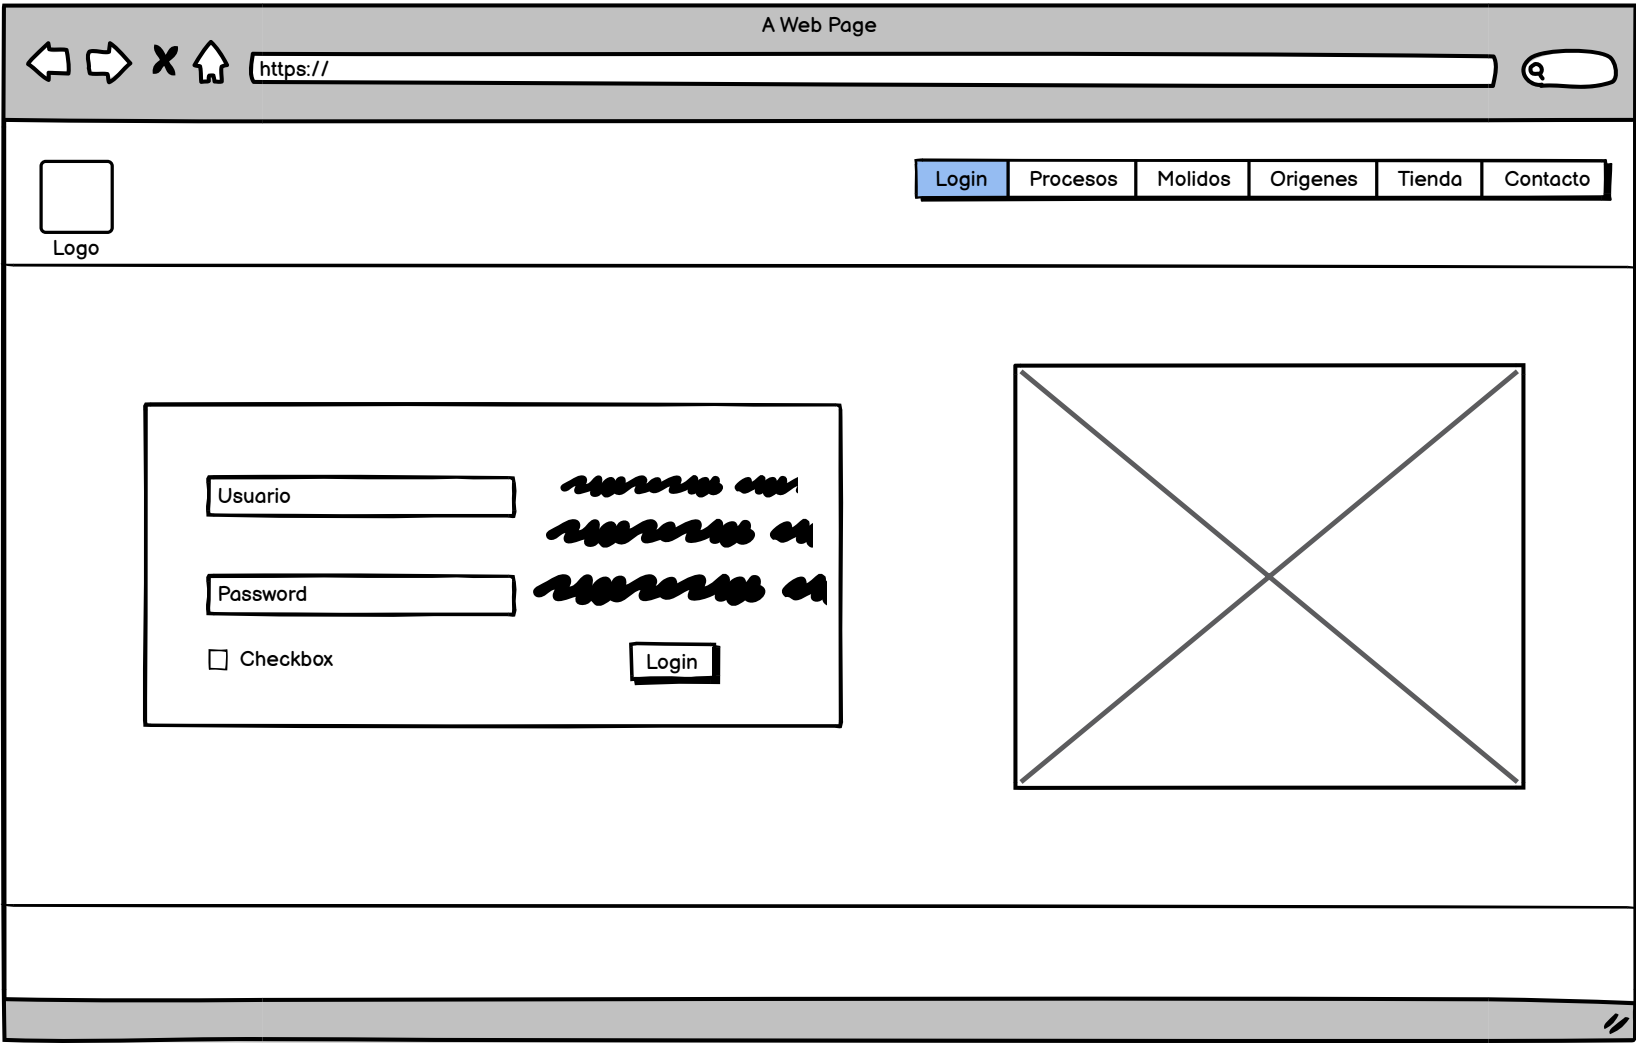 A Web Page
https://
Login Procesos Molidos Origenes Tienda Contacto
Logo
Usuario
Password
Checkbox
Login